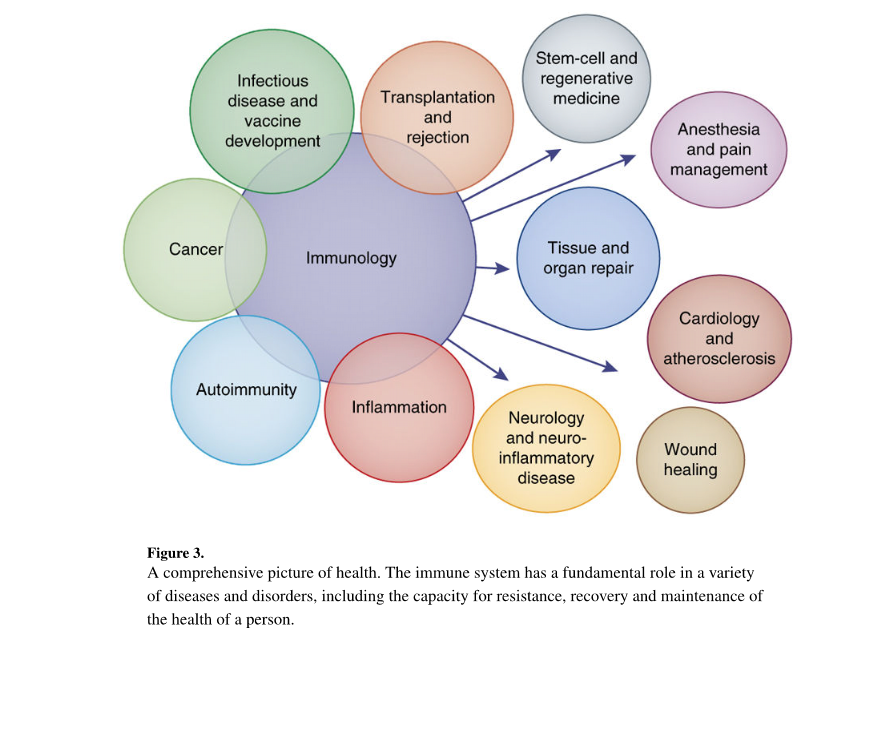 Infectious
disease and
vaccine
development
Transplantation
and
rejection
Stem-cell and
regenerative
medicine
Anesthesia
and pain
management
Cancer
Immunology
Tissue and
organ repair
Cardiology
and
atherosclerosis
Autoimmunity
Inflammation
Neurology
and neuro-
inflammatory
disease
Wound
healing
Figure 3.
A comprehensive picture of health. The immune system has a fundamental role in a variety
of diseases and disorders, including the capacity for resistance, recovery and maintenance of
the health of a person.